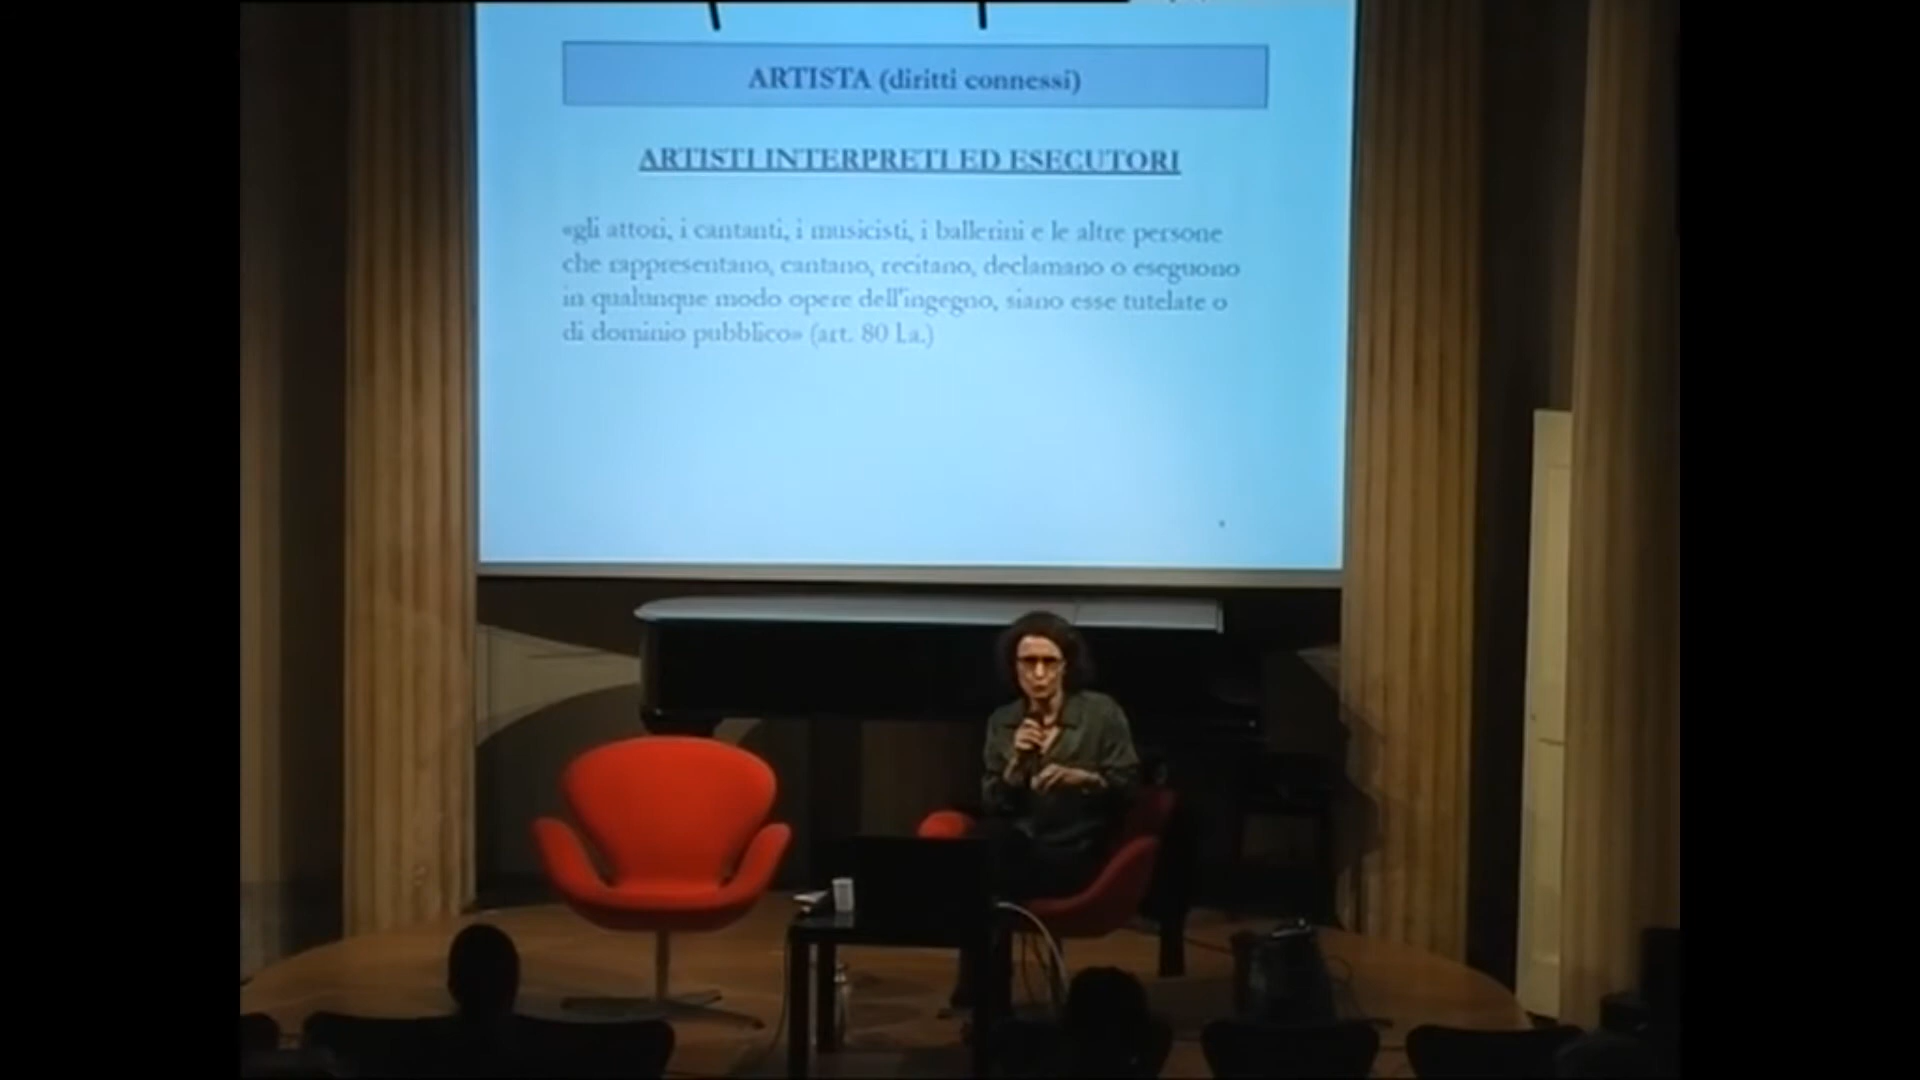 ARTISTA (diritti connessi)
ARTISTI INTERPRETI ED ESECUTORI
«gli attori, i cantanti, i musicisti, i ballerini e le altre persone
che rappresentano, cantano, recitano, declamano o eseguono
in qualunque modo opere dell'ingegno, siano esse tutelate o
di dominio pubblico» (art. 80 l.a.)